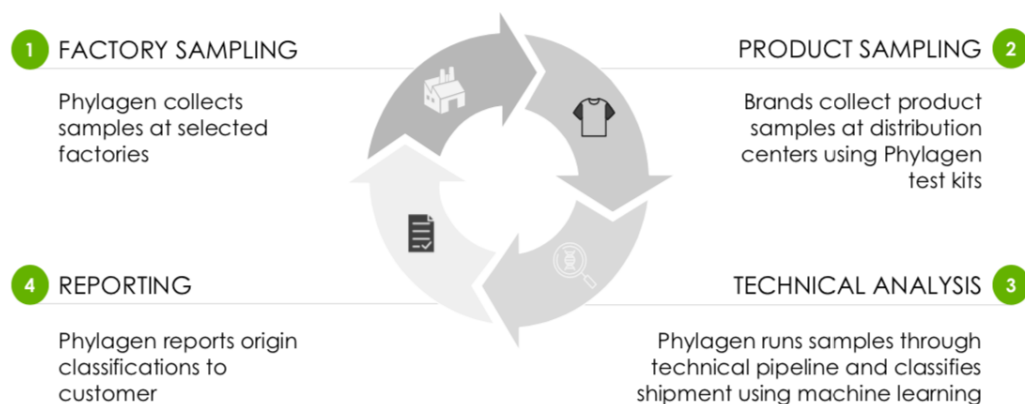 1 FACTORY SAMPLING
Phylagen collects
samples at selected
factories
PRODUCT SAMPLING 2
Brands collect product
samples at distribution
centers using Phylagen
test kits
TECHNICAL ANALYSIS 3
Phylagen runs samples through
technical pipeline and classifies
shipment using machine learning
4 REPORTING
Phylagen reports origin
classifications to
customer